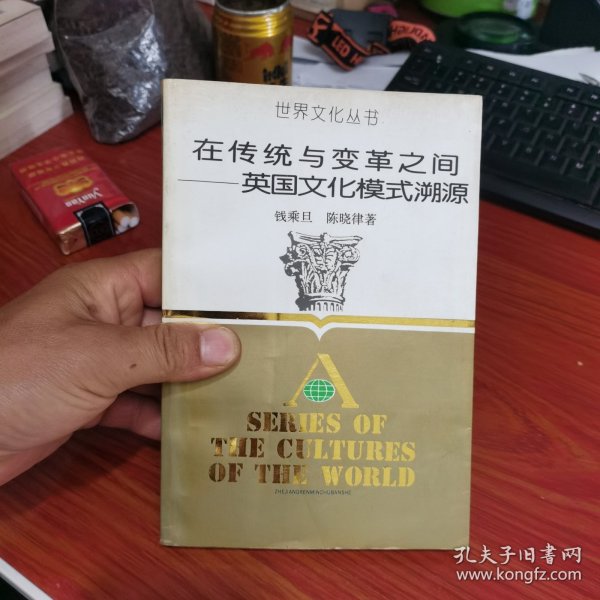 世界文化丛书
在传统与变革之间
——英国文化模式溯源
钱乘旦 陈晓律著
A
SERIES OF
THE CULTURES
OF THE WORLD
ZHEJIANGRENMINCHUBANSHE
YunYan
LED
孔夫子旧书网
www.kongfz.com